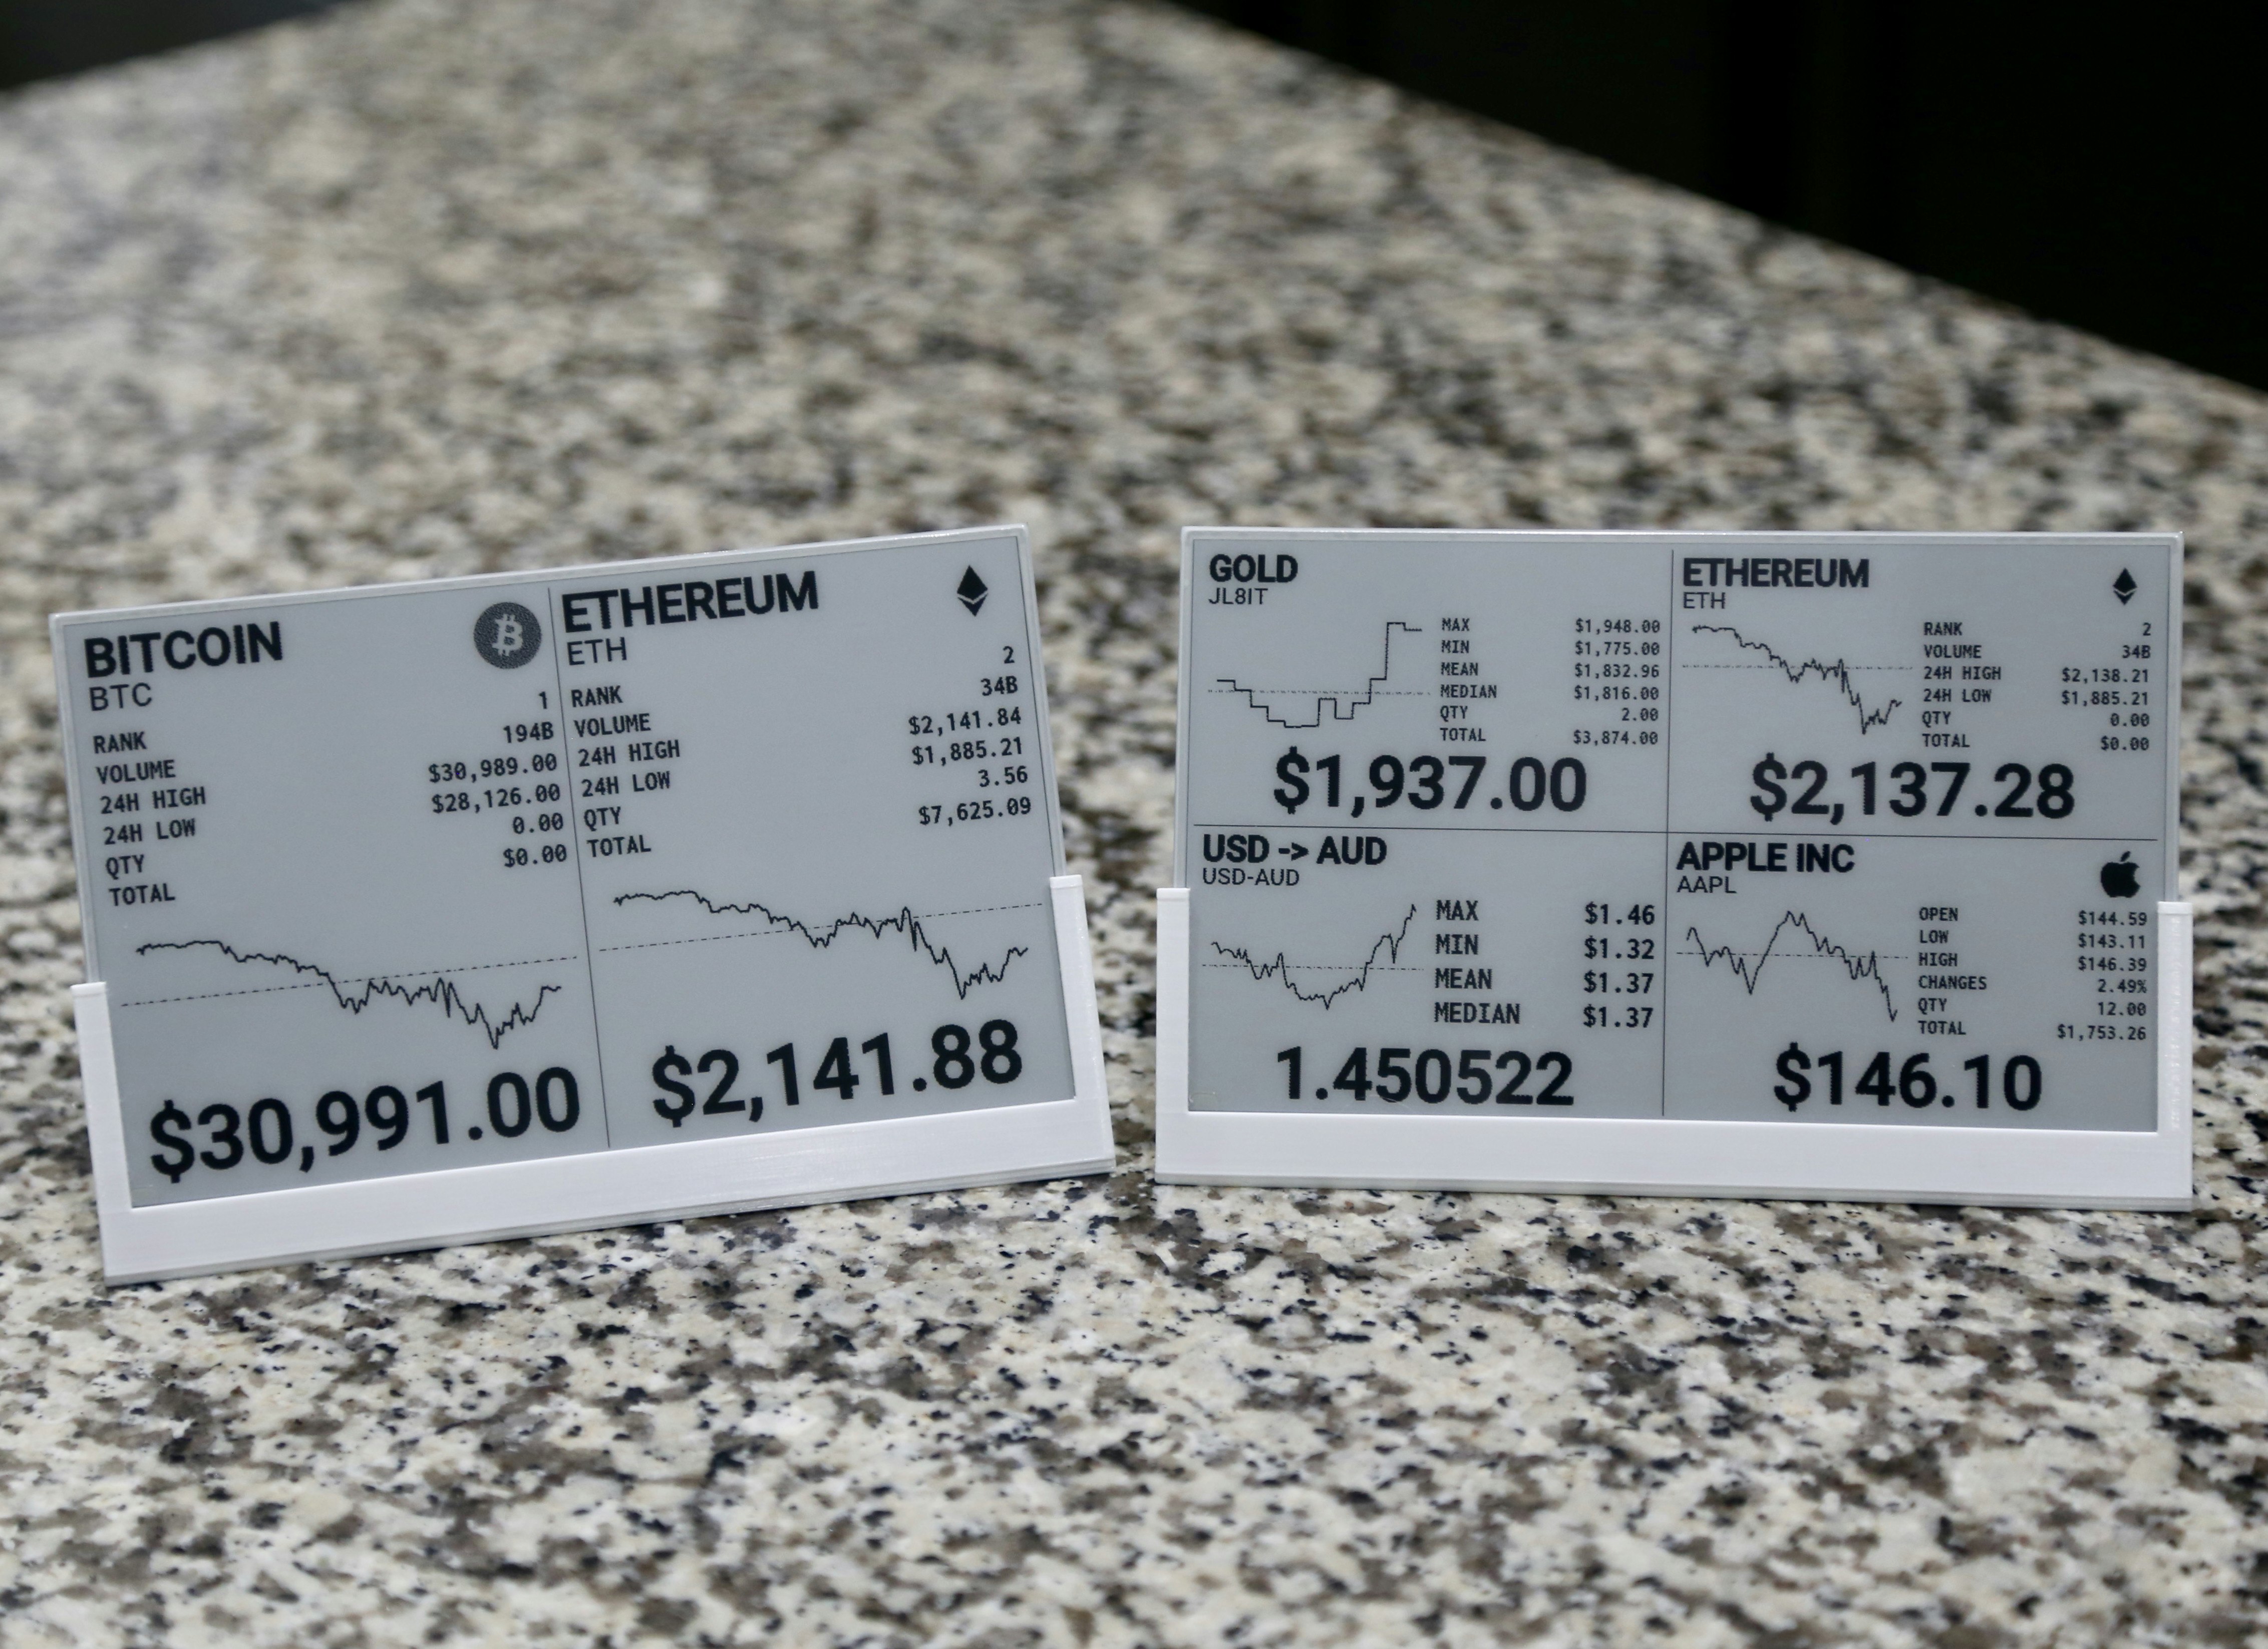 BITCOIN
BTC
RANK 1
VOLUME 194B
24H HIGH $30,989.00
24H LOW $28,126.00
QTY 0.00
TOTAL $0.00
$30,991.00
ETHEREUM
ETH
RANK 2
VOLUME 34B
24H HIGH $2,141.84
24H LOW $1,885.21
QTY 3.56
TOTAL $7,625.09
$2,141.88
GOLD
JL8IT
MAX $1,948.00
MIN $1,775.00
MEAN $1,832.96
MEDIAN $1,816.00
QTY 2.00
TOTAL $3,874.00
$1,937.00
ETHEREUM
ETH
RANK 2
VOLUME 34B
24H HIGH $2,138.21
24H LOW $1,885.21
QTY 0.00
TOTAL $0.00
$2,137.28
USD -> AUD
USD-AUD
MAX $1.46
MIN $1.32
MEAN $1.37
MEDIAN $1.37
1.450522
APPLE INC
AAPL
OPEN $144.59
LOW $143.11
HIGH $146.39
CHANGES 2.49%
QTY 12.00
TOTAL $1,753.26
$146.10